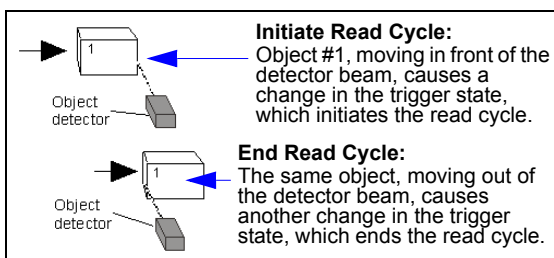 1
Object
detector
Initiate Read Cycle:
Object #1, moving in front of the
detector beam, causes a
change in the trigger state,
which initiates the read cycle.
1
Object
detector
End Read Cycle:
The same object, moving out of
the detector beam, causes
another change in the trigger
state, which ends the read cycle.